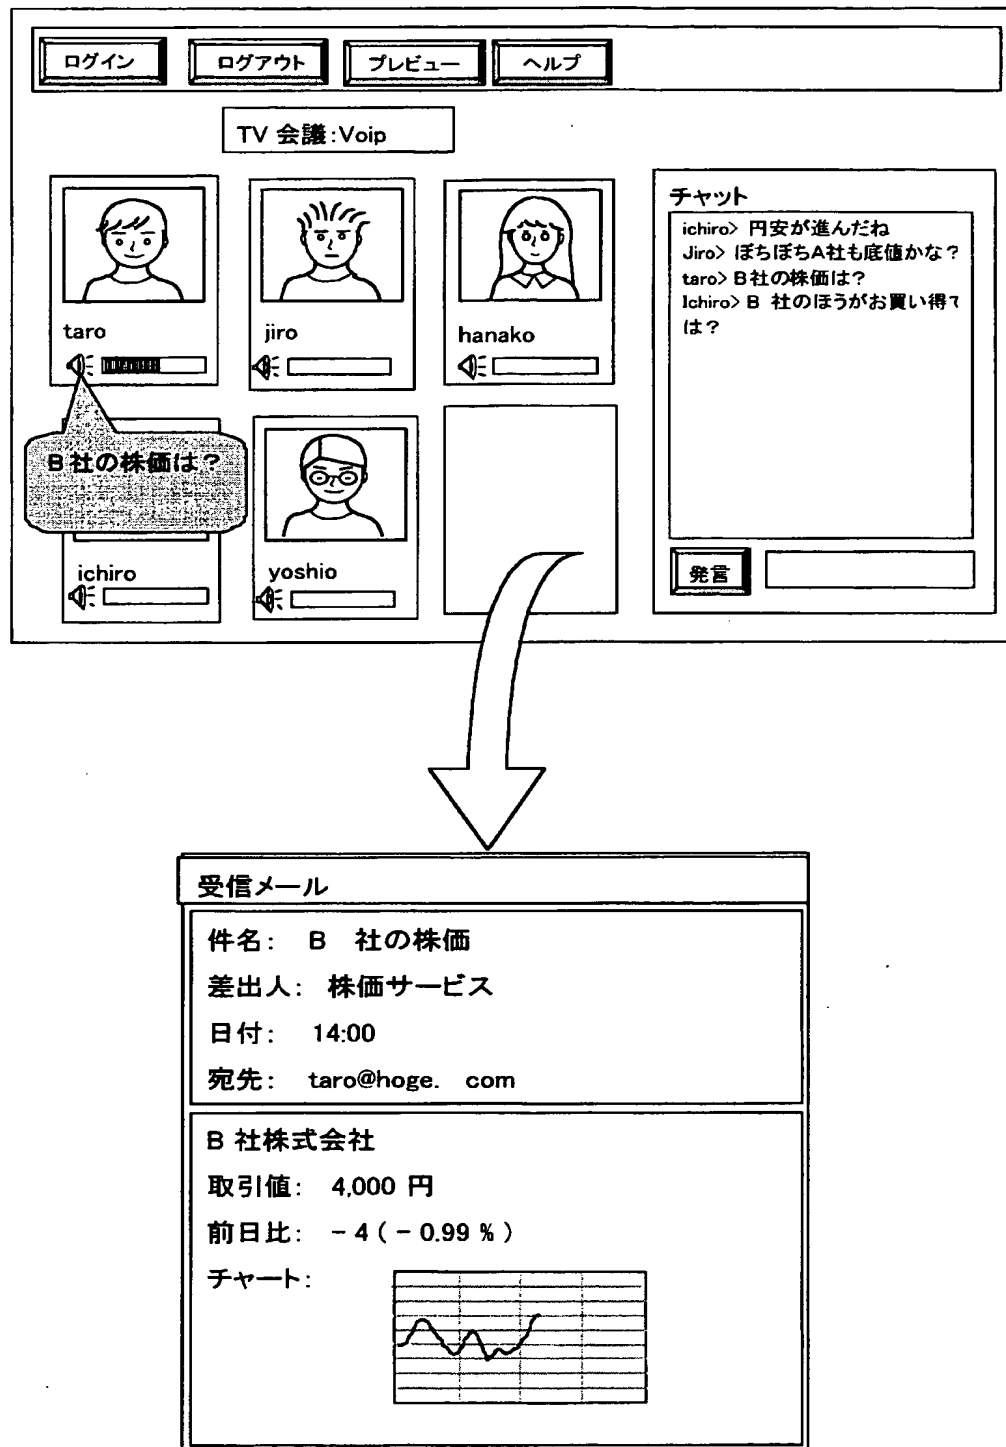 ログイン ログアウト プレビュー ヘルプ
TV 会議:Voip
taro
jiro
hanako
B社の株価は?
ichiro
yoshio
チャット
ichiro> 円安が進んだね
Jiro> ぼちぼちA社も底値かな?
taro> B社の株価は?
Ichiro> B 社のほうがお買い得て
は?
発言
受信メール
件名: B 社の株価
差出人: 株価サービス
日付: 14:00
宛先: taro@hoge. com
B 社株式会社
取引値: 4,000 円
前日比: - 4 ( - 0.99 % )
チャート: